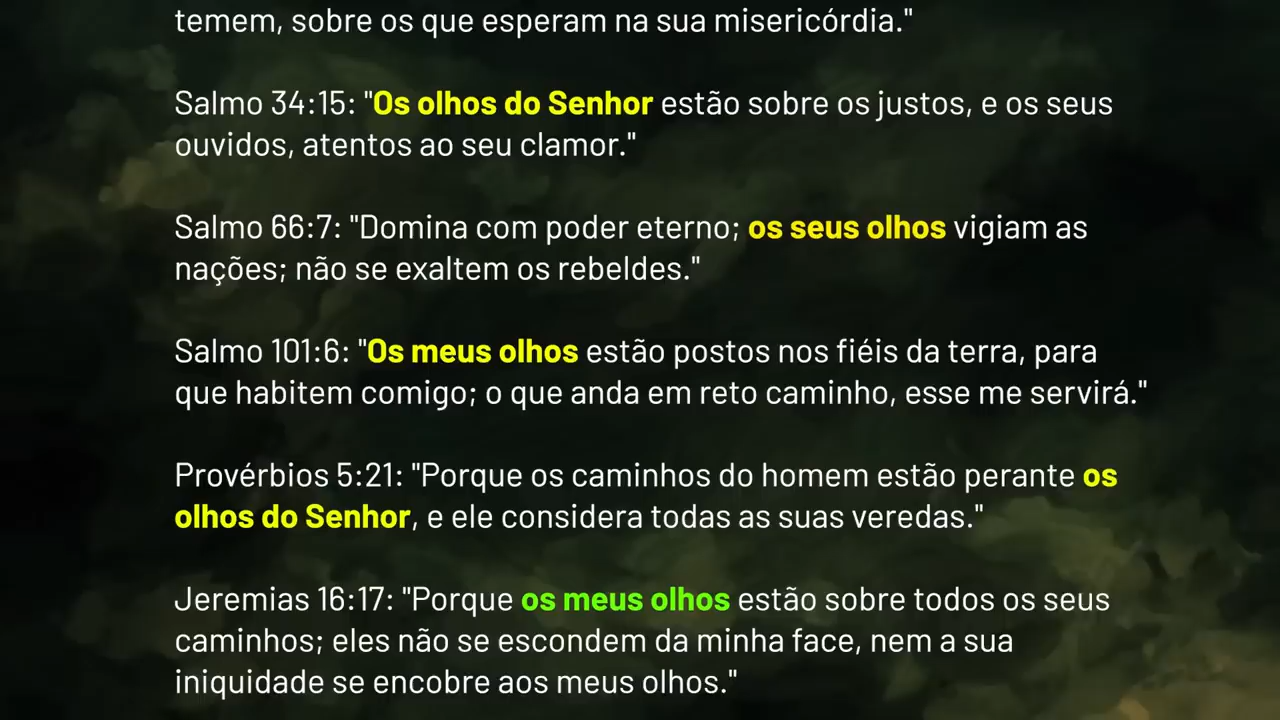 temem, sobre os que esperam na sua misericórdia."
Salmo 34:15: "Os olhos do Senhor estão sobre os justos, e os seus
ouvidos, atentos ao seu clamor."
Salmo 66:7: "Domina com poder eterno; os seus olhos vigiam as
nações; não se exaltem os rebeldes."
Salmo 101:6: "Os meus olhos estão postos nos fiéis da terra, para
que habitem comigo; o que anda em reto caminho, esse me servirá."
Provérbios 5:21: "Porque os caminhos do homem estão perante os
olhos do Senhor, e ele considera todas as suas veredas."
Jeremias 16:17: "Porque os meus olhos estão sobre todos os seus
caminhos; eles não se escondem da minha face, nem a sua
iniquidade se encobre aos meus olhos."